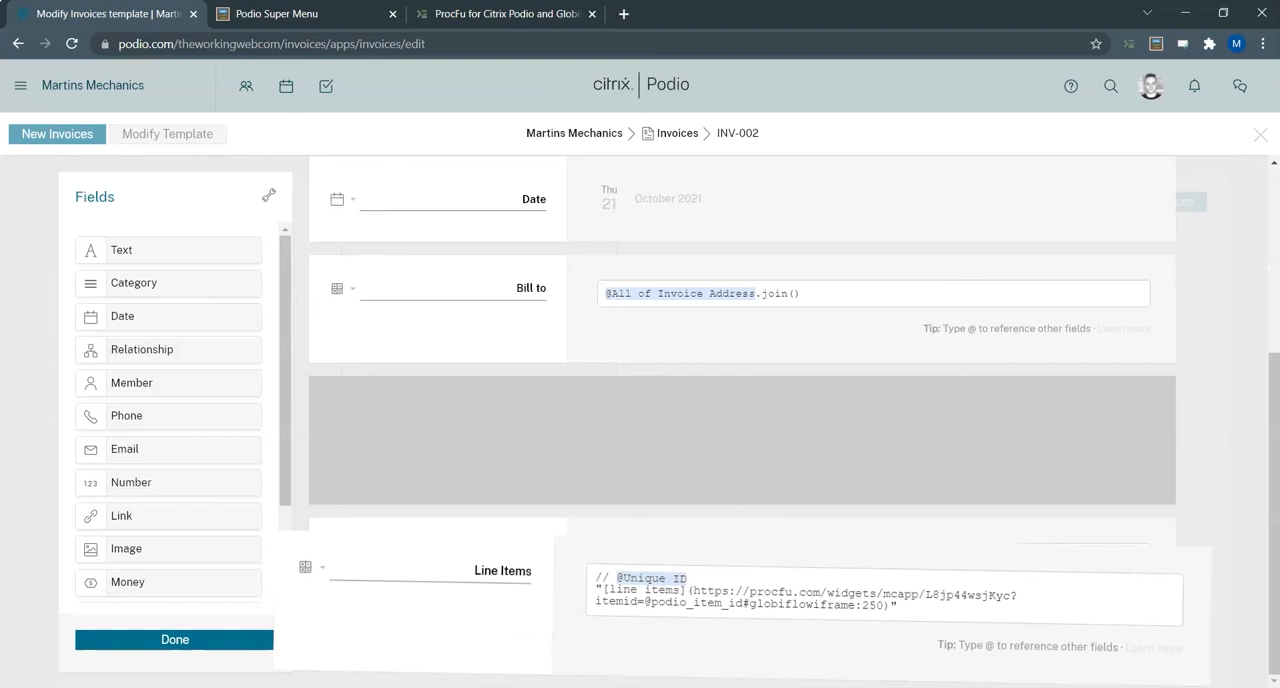 Modify Invoices template | Martin
Podio Super Menu
ProcFu for Citrix Podio and Globi
podio.com/theworkingwebcom/invoices/apps/invoices/edit
M
Martins Mechanics
citrix. | Podio
New Invoices
Modify Template
Martins Mechanics
Invoices
INV-002
Fields
Text
Category
Date
Relationship
Member
Phone
Email
123 Number
Link
Image
Money
Done
Date
Thu
21
October 2021
Bill to
@All of Invoice Address.join()
Tip: Type @ to reference other fields · Learn more
Line Items
// @Unique ID
"[line items](https://procfu.com/widgets/mcapp/L8jp44wsjKyc?
itemid=@podio_item_id#globiflowiframe:250)"
Tip: Type @ to reference other fields · Learn more